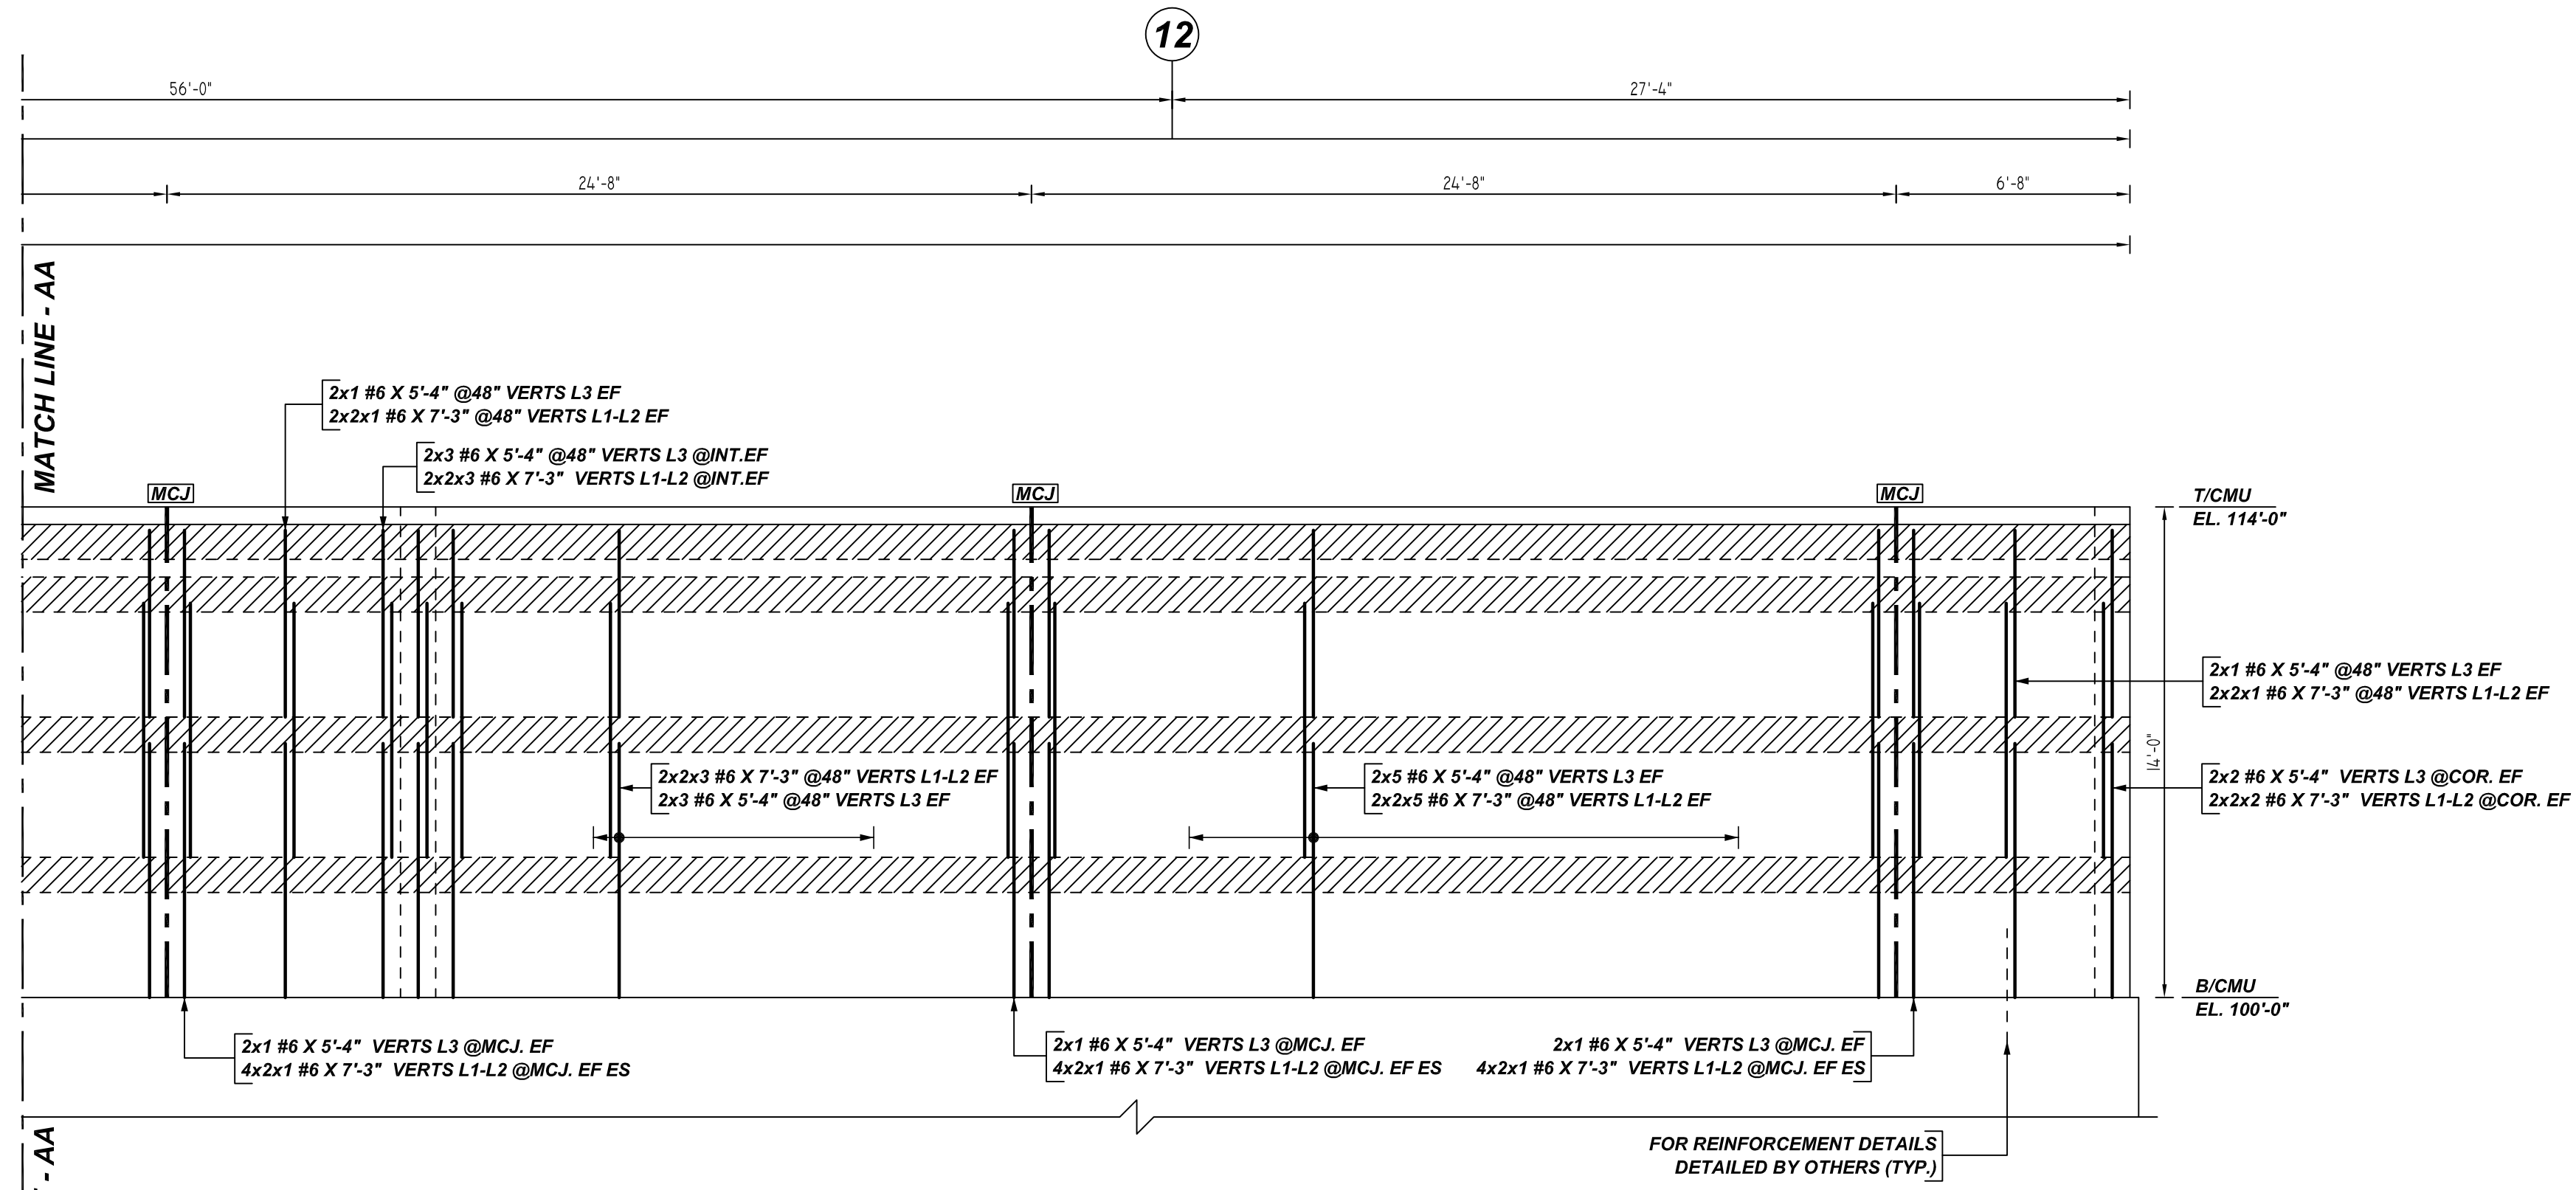 12
56'-0"
27'-4"
24'-8"
24'-8"
6'-8"
MATCH LINE - AA
2x1 #6 X 5'-4" @48" VERTS L3 EF
2x2x1 #6 X 7'-3" @48" VERTS L1-L2 EF
2x3 #6 X 5'-4" @48" VERTS L3 @INT.EF
2x2x3 #6 X 7'-3" VERTS L1-L2 @INT.EF
MCJ
MCJ
MCJ
T/CMU
EL. 114'-0"
2x1 #6 X 5'-4" @48" VERTS L3 EF
2x2x1 #6 X 7'-3" @48" VERTS L1-L2 EF
14'-0"
2x2x3 #6 X 7'-3" @48" VERTS L1-L2 EF
2x3 #6 X 5'-4" @48" VERTS L3 EF
2x5 #6 X 5'-4" @48" VERTS L3 EF
2x2x5 #6 X 7'-3" @48" VERTS L1-L2 EF
2x2 #6 X 5'-4" VERTS L3 @COR. EF
2x2x2 #6 X 7'-3" VERTS L1-L2 @COR. EF
B/CMU
EL. 100'-0"
2x1 #6 X 5'-4" VERTS L3 @MCJ. EF
4x2x1 #6 X 7'-3" VERTS L1-L2 @MCJ. EF ES
2x1 #6 X 5'-4" VERTS L3 @MCJ. EF
4x2x1 #6 X 7'-3" VERTS L1-L2 @MCJ. EF ES
2x1 #6 X 5'-4" VERTS L3 @MCJ. EF
4x2x1 #6 X 7'-3" VERTS L1-L2 @MCJ. EF ES
- AA
FOR REINFORCEMENT DETAILS
DETAILED BY OTHERS (TYP.)